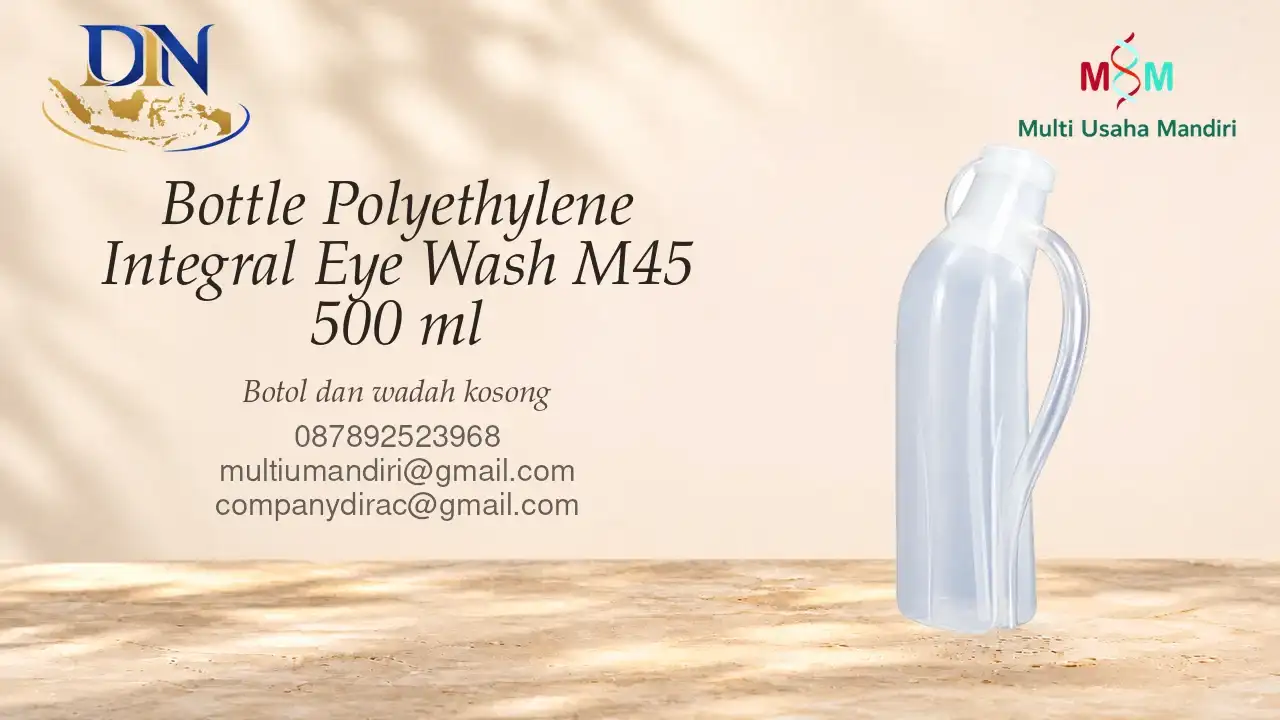 DN
M M
Multi Usaha Mandiri
Bottle Polyethylene
Integral Eye Wash M45
500 ml
Botol dan wadah kosong
087892523968
multiumandiri@gmail.com
companydirac@gmail.com